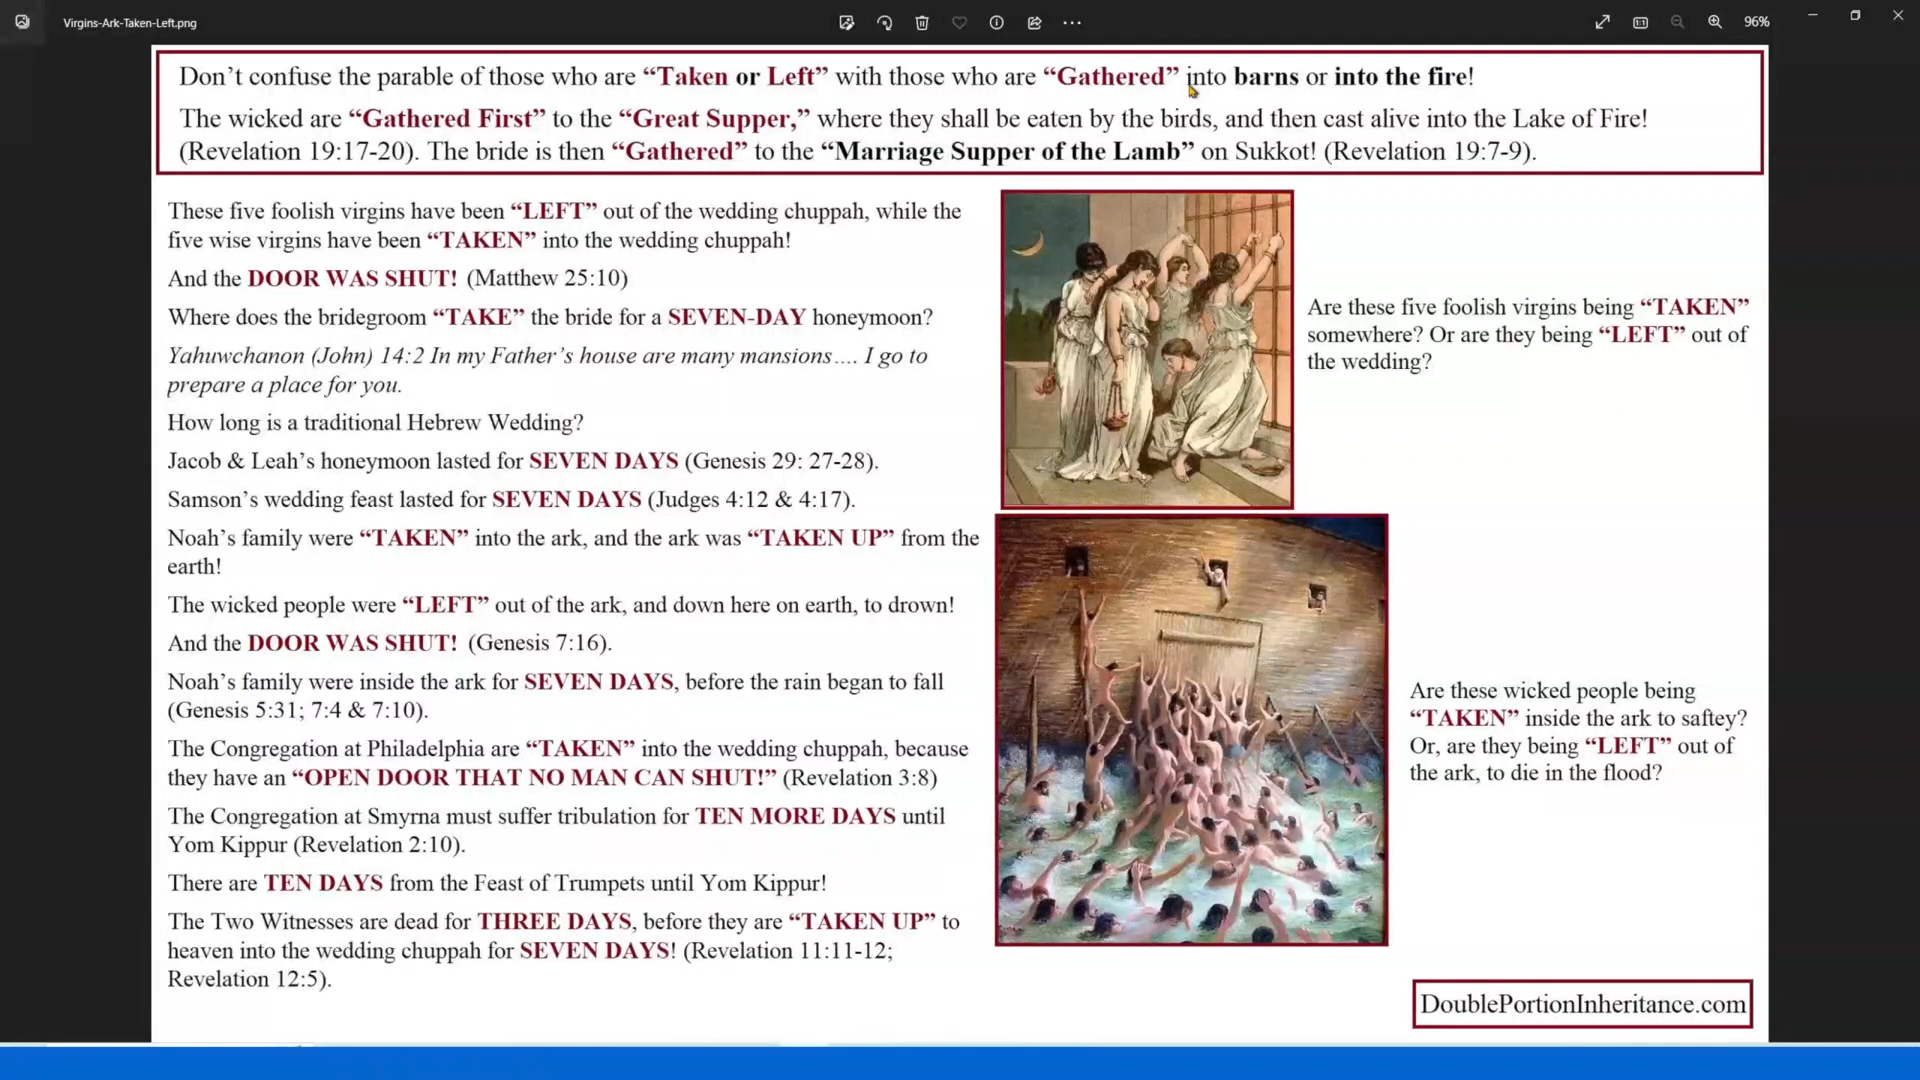 Virgins-Ark-Taken-Left.png
96%
Don't confuse the parable of those who are “Taken or Left” with those who are “Gathered” into barns or into the fire!
The wicked are “Gathered First” to the “Great Supper,” where they shall be eaten by the birds, and then cast alive into the Lake of Fire!
(Revelation 19:17-20). The bride is then “Gathered” to the “Marriage Supper of the Lamb” on Sukkot! (Revelation 19:7-9).
These five foolish virgins have been “LEFT” out of the wedding chuppah, while the
five wise virgins have been “TAKEN” into the wedding chuppah!
And the DOOR WAS SHUT! (Matthew 25:10)
Where does the bridegroom “TAKE” the bride for a SEVEN-DAY honeymoon?
Yahuwchanon (John) 14:2 In my Father's house are many mansions…. I go to
prepare a place for you.
How long is a traditional Hebrew Wedding?
Jacob & Leah's honeymoon lasted for SEVEN DAYS (Genesis 29: 27-28).
Samson's wedding feast lasted for SEVEN DAYS (Judges 4:12 & 4:17).
Noah's family were “TAKEN” into the ark, and the ark was “TAKEN UP” from the
earth!
The wicked people were “LEFT” out of the ark, and down here on earth, to drown!
And the DOOR WAS SHUT! (Genesis 7:16).
Noah's family were inside the ark for SEVEN DAYS, before the rain began to fall
(Genesis 5:31; 7:4 & 7:10).
The Congregation at Philadelphia are “TAKEN” into the wedding chuppah, because
they have an “OPEN DOOR THAT NO MAN CAN SHUT!” (Revelation 3:8)
The Congregation at Smyrna must suffer tribulation for TEN MORE DAYS until
Yom Kippur (Revelation 2:10).
There are TEN DAYS from the Feast of Trumpets until Yom Kippur!
The Two Witnesses are dead for THREE DAYS, before they are “TAKEN UP” to
heaven into the wedding chuppah for SEVEN DAYS! (Revelation 11:11-12;
Revelation 12:5).
Are these five foolish virgins being “TAKEN”
somewhere? Or are they being “LEFT” out of
the wedding?
Are these wicked people being
“TAKEN” inside the ark to saftey?
Or, are they being “LEFT” out of
the ark, to die in the flood?
DoublePortionInheritance.com